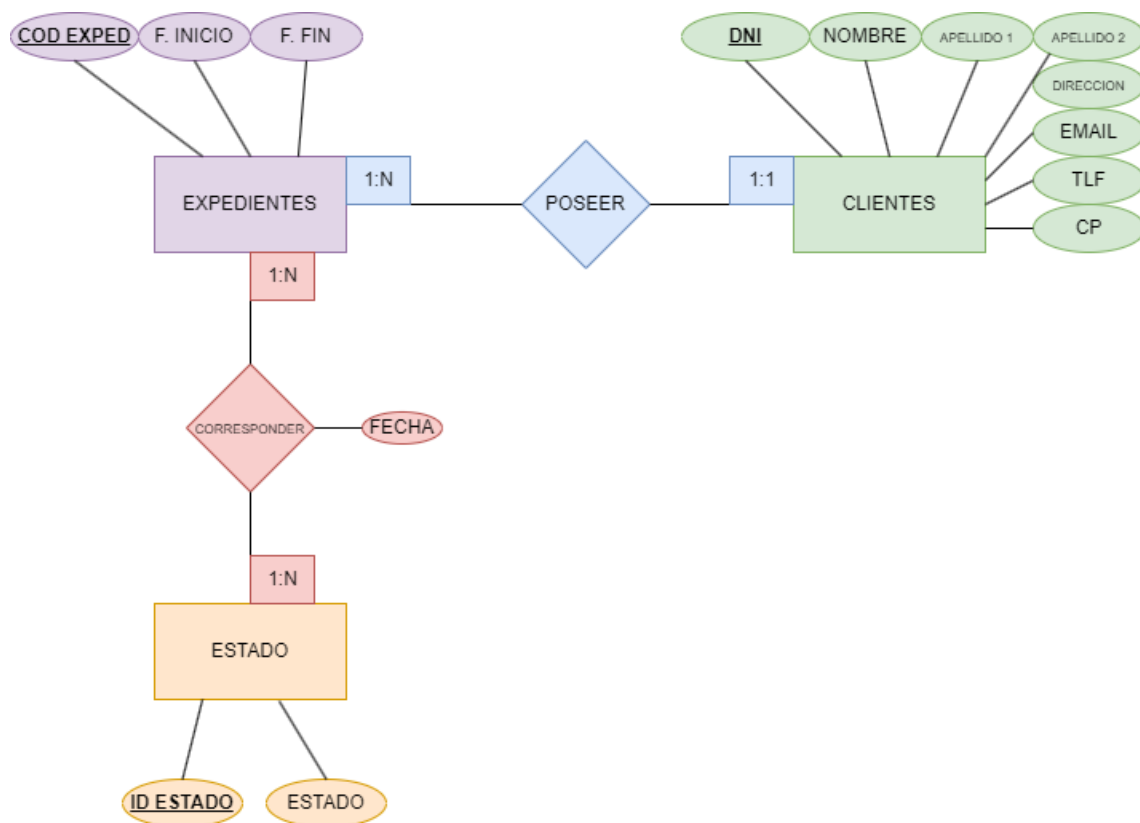 COD EXPED
F. INICIO
F. FIN
DNI
NOMBRE
APELLIDO 1
APELLIDO 2
DIRECCION
EMAIL
TLF
CP
EXPEDIENTES
1:N
POSEER
1:1
CLIENTES
1:N
CORRESPONDER
FECHA
1:N
ESTADO
ID ESTADO
ESTADO